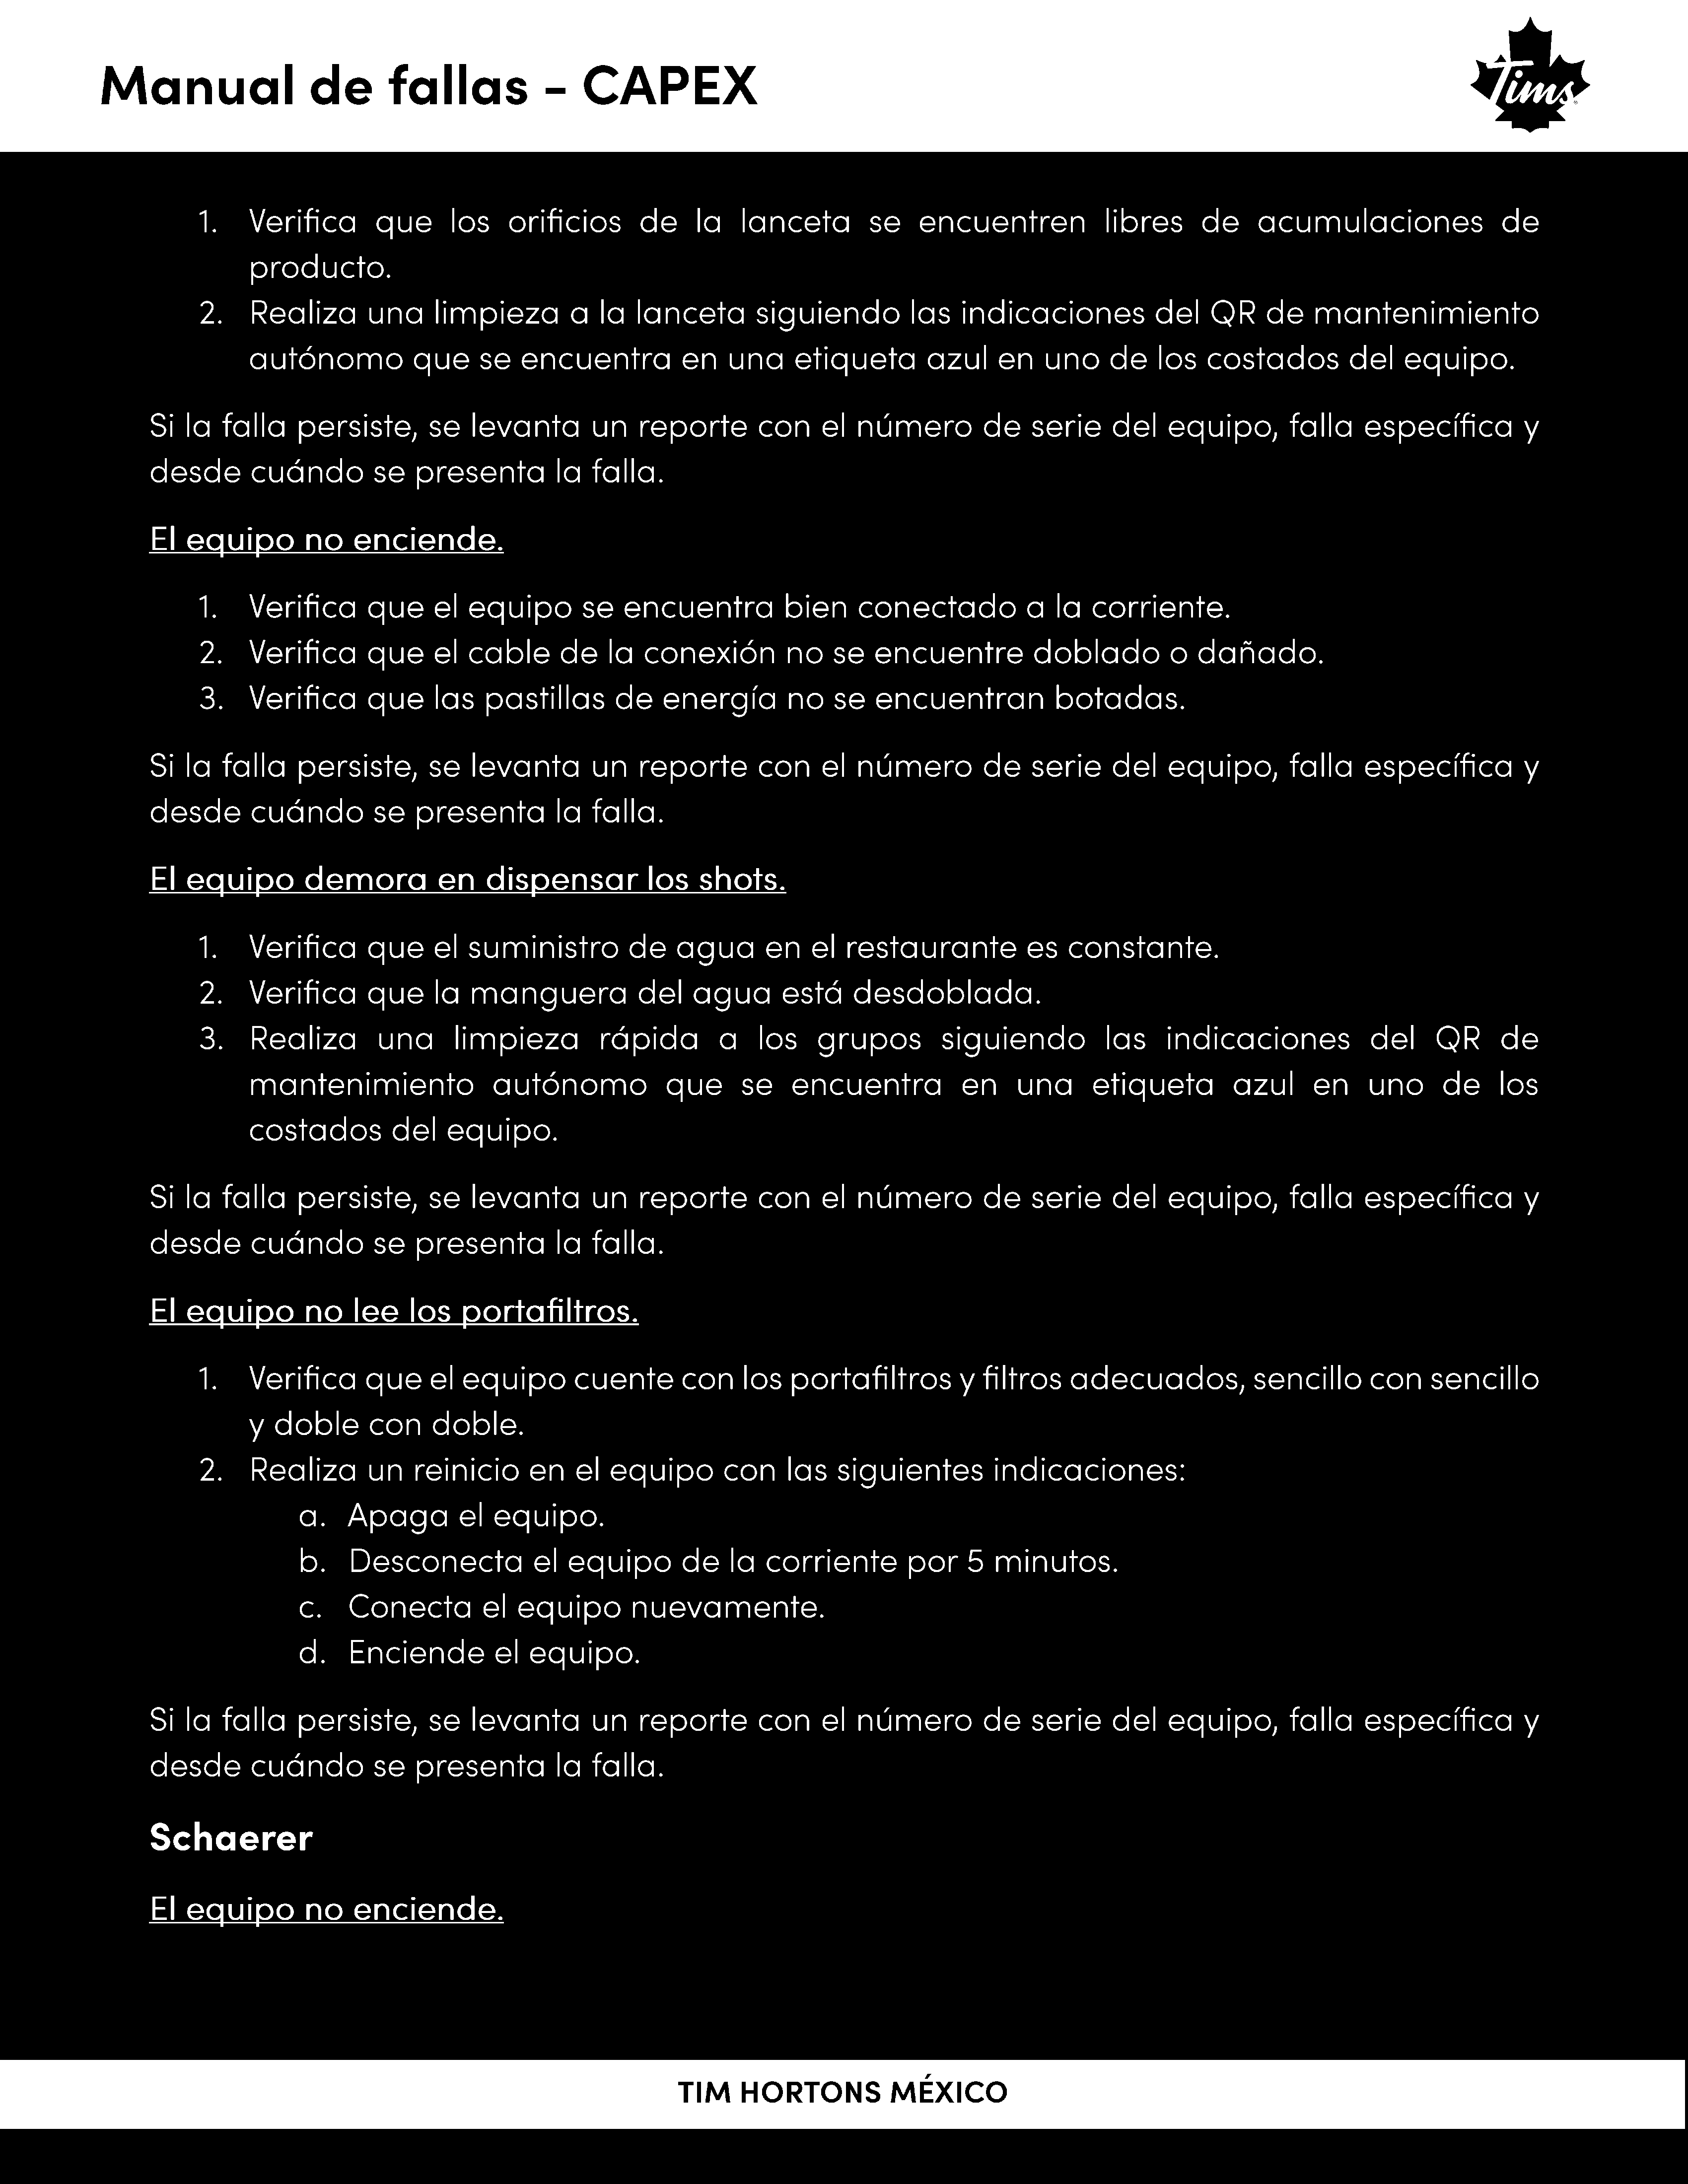 Manual de fallas - CAPEX
Tims
1. Verifica que los orificios de la lanceta se encuentren libres de acumulaciones de
producto.
2. Realiza una limpieza a la lanceta siguiendo las indicaciones del QR de mantenimiento
autónomo que se encuentra en una etiqueta azul en uno de los costados del equipo.
Si la falla persiste, se levanta un reporte con el número de serie del equipo, falla específica y
desde cuándo se presenta la falla.
El equipo no enciende.
1. Verifica que el equipo se encuentra bien conectado a la corriente.
2. Verifica que el cable de la conexión no se encuentre doblado o dañado.
3. Verifica que las pastillas de energía no se encuentran botadas.
Si la falla persiste, se levanta un reporte con el número de serie del equipo, falla específica y
desde cuándo se presenta la falla.
El equipo demora en dispensar los shots.
1. Verifica que el suministro de agua en el restaurante es constante.
2. Verifica que la manguera del agua está desdoblada.
3. Realiza una limpieza rápida a los grupos siguiendo las indicaciones del QR de
mantenimiento autónomo que se encuentra en una etiqueta azul en uno de los
costados del equipo.
Si la falla persiste, se levanta un reporte con el número de serie del equipo, falla específica y
desde cuándo se presenta la falla.
El equipo no lee los portafiltros.
1. Verifica que el equipo cuente con los portafiltros y filtros adecuados, sencillo con sencillo
y doble con doble.
2. Realiza un reinicio en el equipo con las siguientes indicaciones:
a. Apaga el equipo.
b. Desconecta el equipo de la corriente por 5 minutos.
c. Conecta el equipo nuevamente.
d. Enciende el equipo.
Si la falla persiste, se levanta un reporte con el número de serie del equipo, falla específica y
desde cuándo se presenta la falla.
Schaerer
El equipo no enciende.
TIM HORTONS MÉXICO